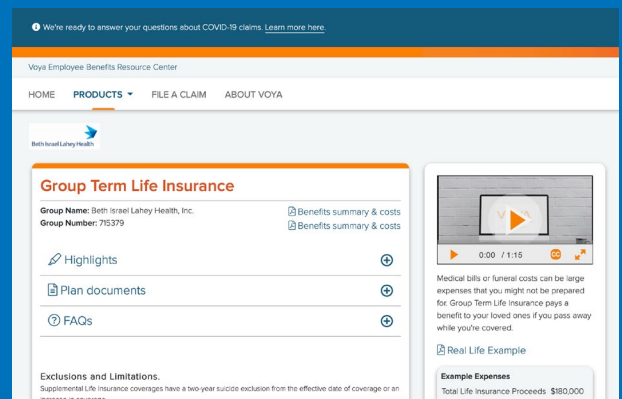 We're ready to answer your questions about COVID-19 claims. Learn more here.
Voya Employee Benefits Resource Center
HOME PRODUCTS FILE A CLAIM ABOUT VOYA
Beth Israel Lahey Health
Group Term Life Insurance
Group Name: Beth Israel Lahey Health, Inc.
Group Number: 715379
Benefits summary & costs
Benefits summary & costs
Highlights
Plan documents
FAQs
Exclusions and Limitations.
Supplemental Life Insurance coverages have a two-year suicide exclusion from the effective date of coverage or an
increase in coverage.
VOYA
0:00 / 1:15 CC
Medical bills or funeral costs can be large
expenses that you might not be prepared
for. Group Term Life Insurance pays a
benefit to your loved ones if you pass away
while you're covered.
Real Life Example
Example Expenses
Total Life Insurance Proceeds $180,000